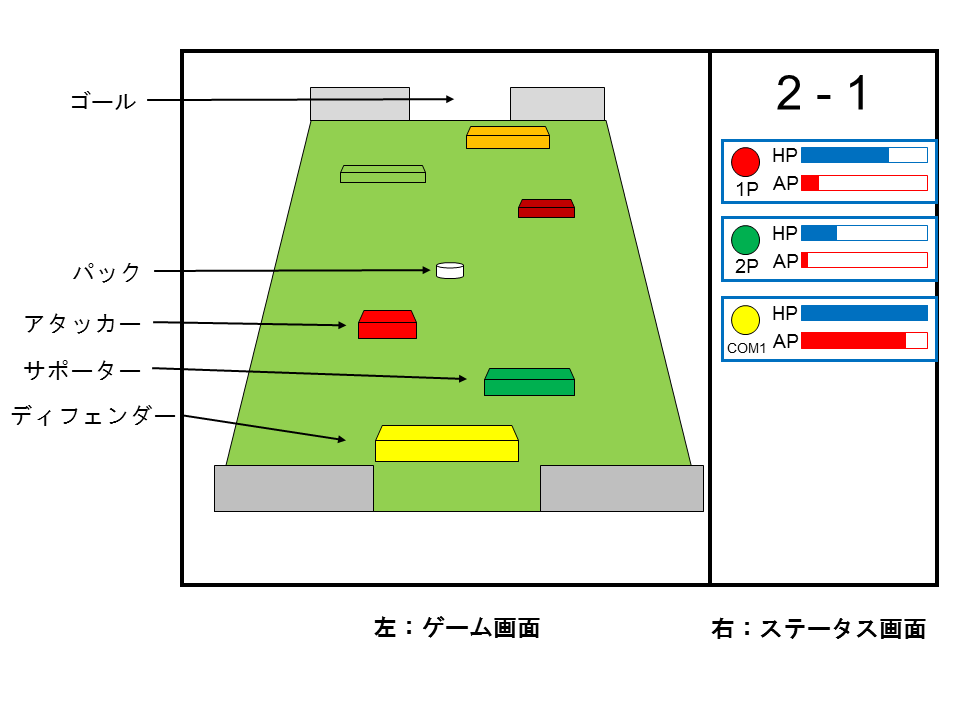 ゴール
パック
アタッカー
サポーター
ディフェンダー
2 - 1
HP
AP
1P
HP
AP
2P
HP
AP
COM1
左：ゲーム画面
右：ステータス画面